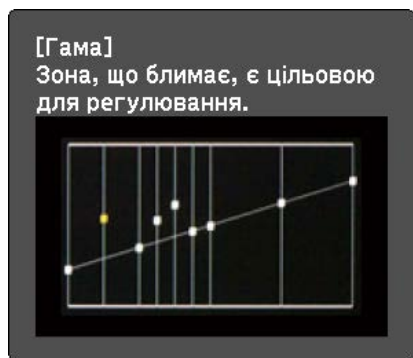 [Гама]
Зона, що блимає, є цільовою
для регулювання.